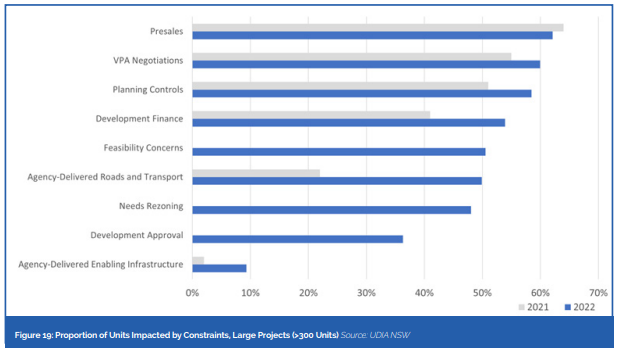 Presales
VPA Negotiations
Planning Controls
Development Finance
Feasibility Concerns
Agency-Delivered Roads and Transport
Needs Rezoning
Development Approval
Agency-Delivered Enabling Infrastructure
0% 10% 20% 30% 40% 50% 60% 70%
2021 2022
Figure 19: Proportion of Units Impacted by Constraints, Large Projects (>300 Units) Source: UDIA NSW